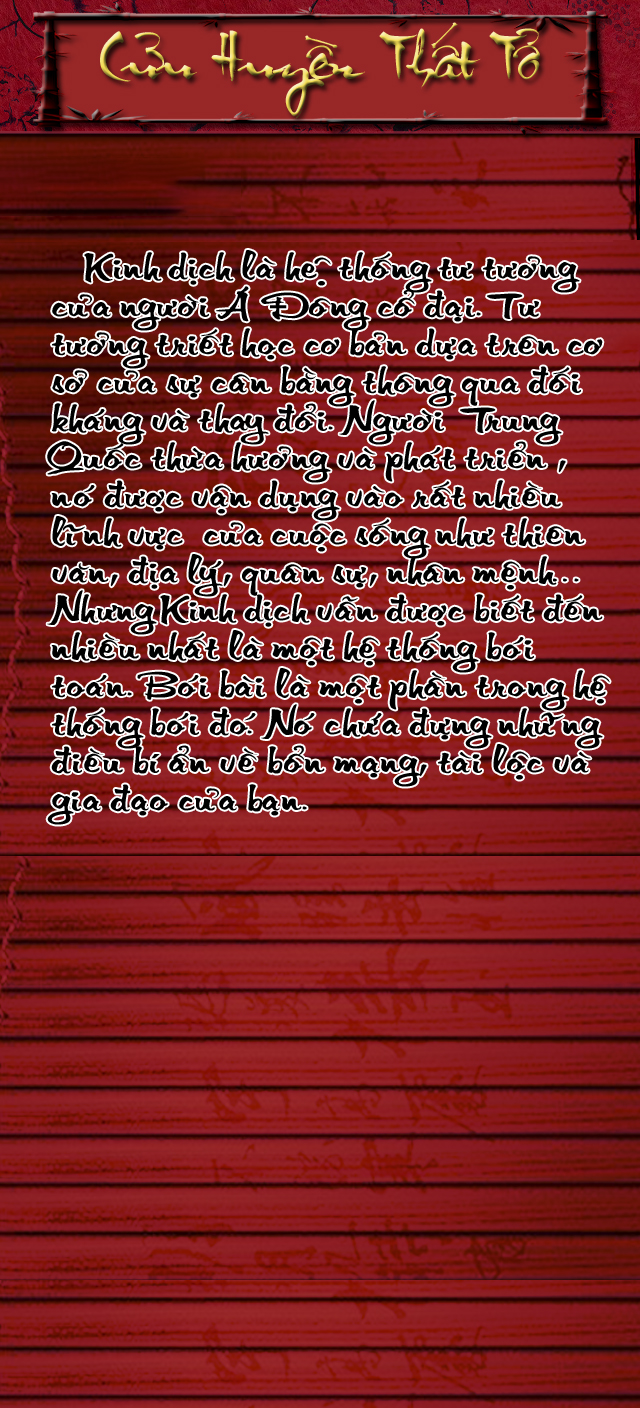 Cửu Huyền Thất Tổ
Kinh dịch là hệ thống tư tưởng
của người Á Đông cổ đại. Tư
tưởng triết học cơ bản dựa trên cơ
sở của sự cân bằng thông qua đối
kháng và thay đổi. Người Trung
Quốc thừa hưởng và phát triển ,
nó được vận dụng vào rất nhiều
lĩnh vực của cuộc sống như thiên
văn, địa lý, quân sự, nhân mệnh...
NhưngKinh dịch vẫn được biết đến
nhiều nhất là một hệ thống bói
toán. Bói bài là một phần trong hệ
thống bói đó. Nó chứa đựng những
điều bí ẩn về bổn mạng, tài lộc và
gia đạo của bạn.